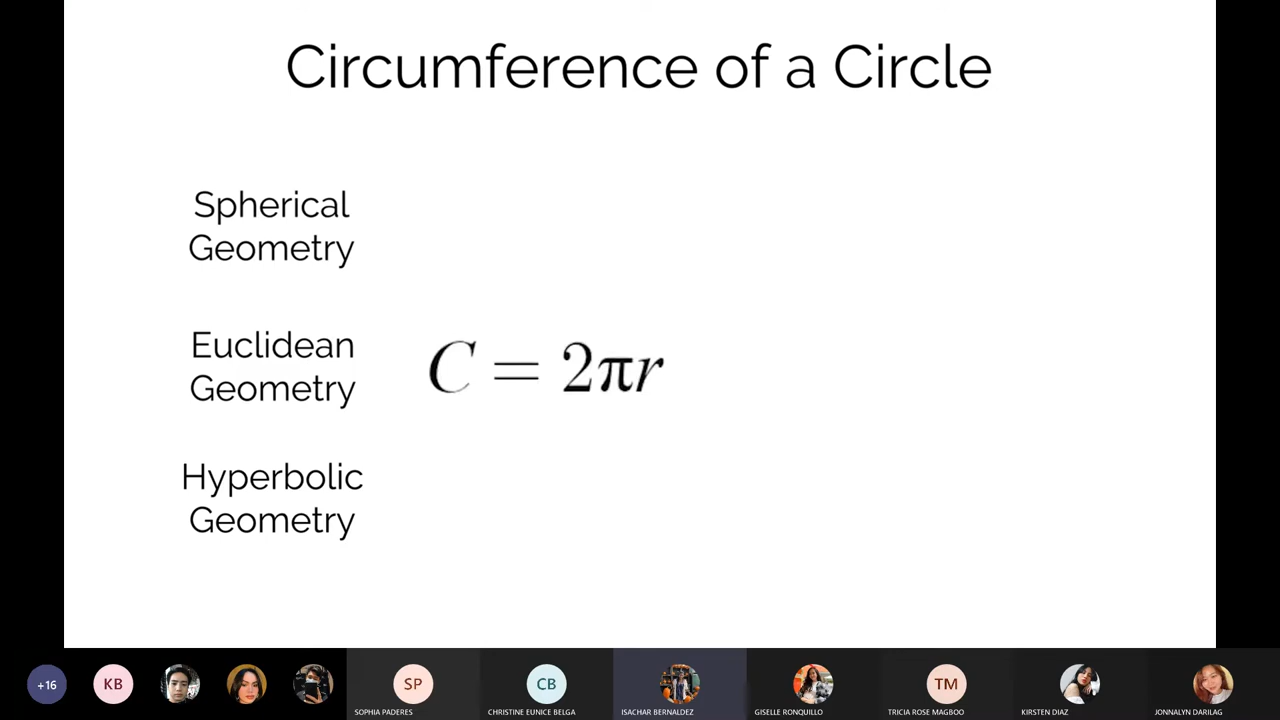 Circumference of a Circle
Spherical
Geometry
Euclidean
Geometry
C = 2πr
Hyperbolic
Geometry
+16
KB
SP
CB
TM
SOPHIA PADERES
CHRISTINE EUNICE BELGA
ISACHAR BERNALDEZ
GISELLE RONQUILLO
TRICIA ROSE MAGBOO
KIRSTEN DIAZ
JONNALYN DARILAG